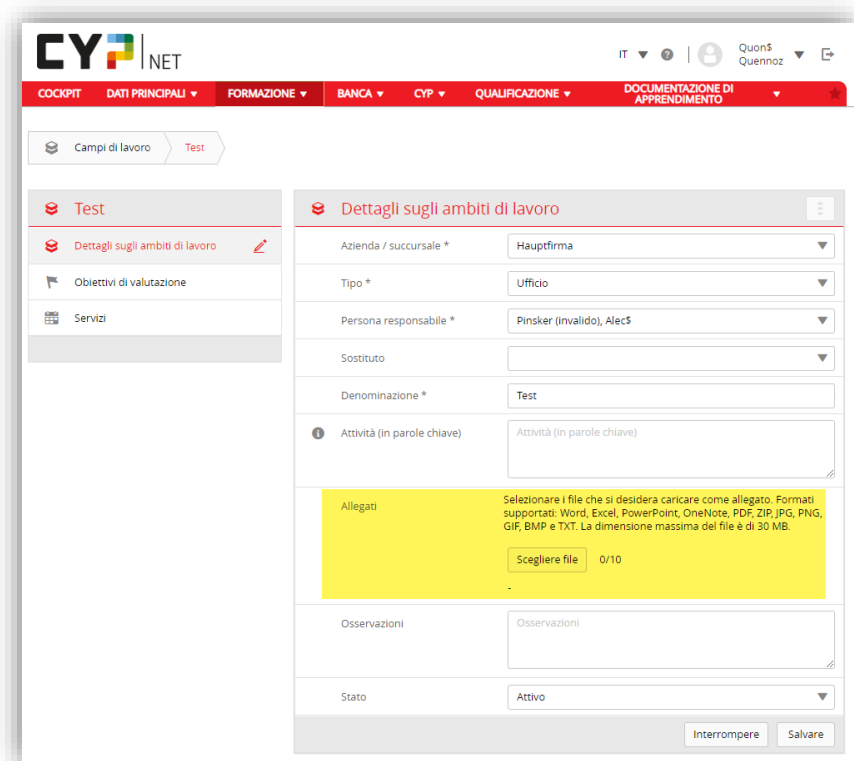 CYP NET
IT
Quon$
Quennoz
COCKPIT DATI PRINCIPALI FORMAZIONE BANCA CYP QUALIFICAZIONE DOCUMENTAZIONE DI
APPRENDIMENTO
Campi di lavoro Test
Test
Dettagli sugli ambiti di lavoro
Obiettivi di valutazione
Servizi
Dettagli sugli ambiti di lavoro
Azienda / succursale * Hauptfirma
Tipo * Ufficio
Persona responsabile * Pinsker (invalido), Alec$
Sostituto
Denominazione * Test
Attività (in parole chiave) Attività (in parole chiave)
Allegati
Selezionare i file che si desidera caricare come allegato. Formati
supportati: Word, Excel, PowerPoint, OneNote, PDF, ZIP, JPG, PNG,
GIF, BMP e TXT. La dimensione massima del file è di 30 MB.
Scegliere file 0/10
-
Osservazioni Osservazioni
Stato Attivo
Interrompere Salvare